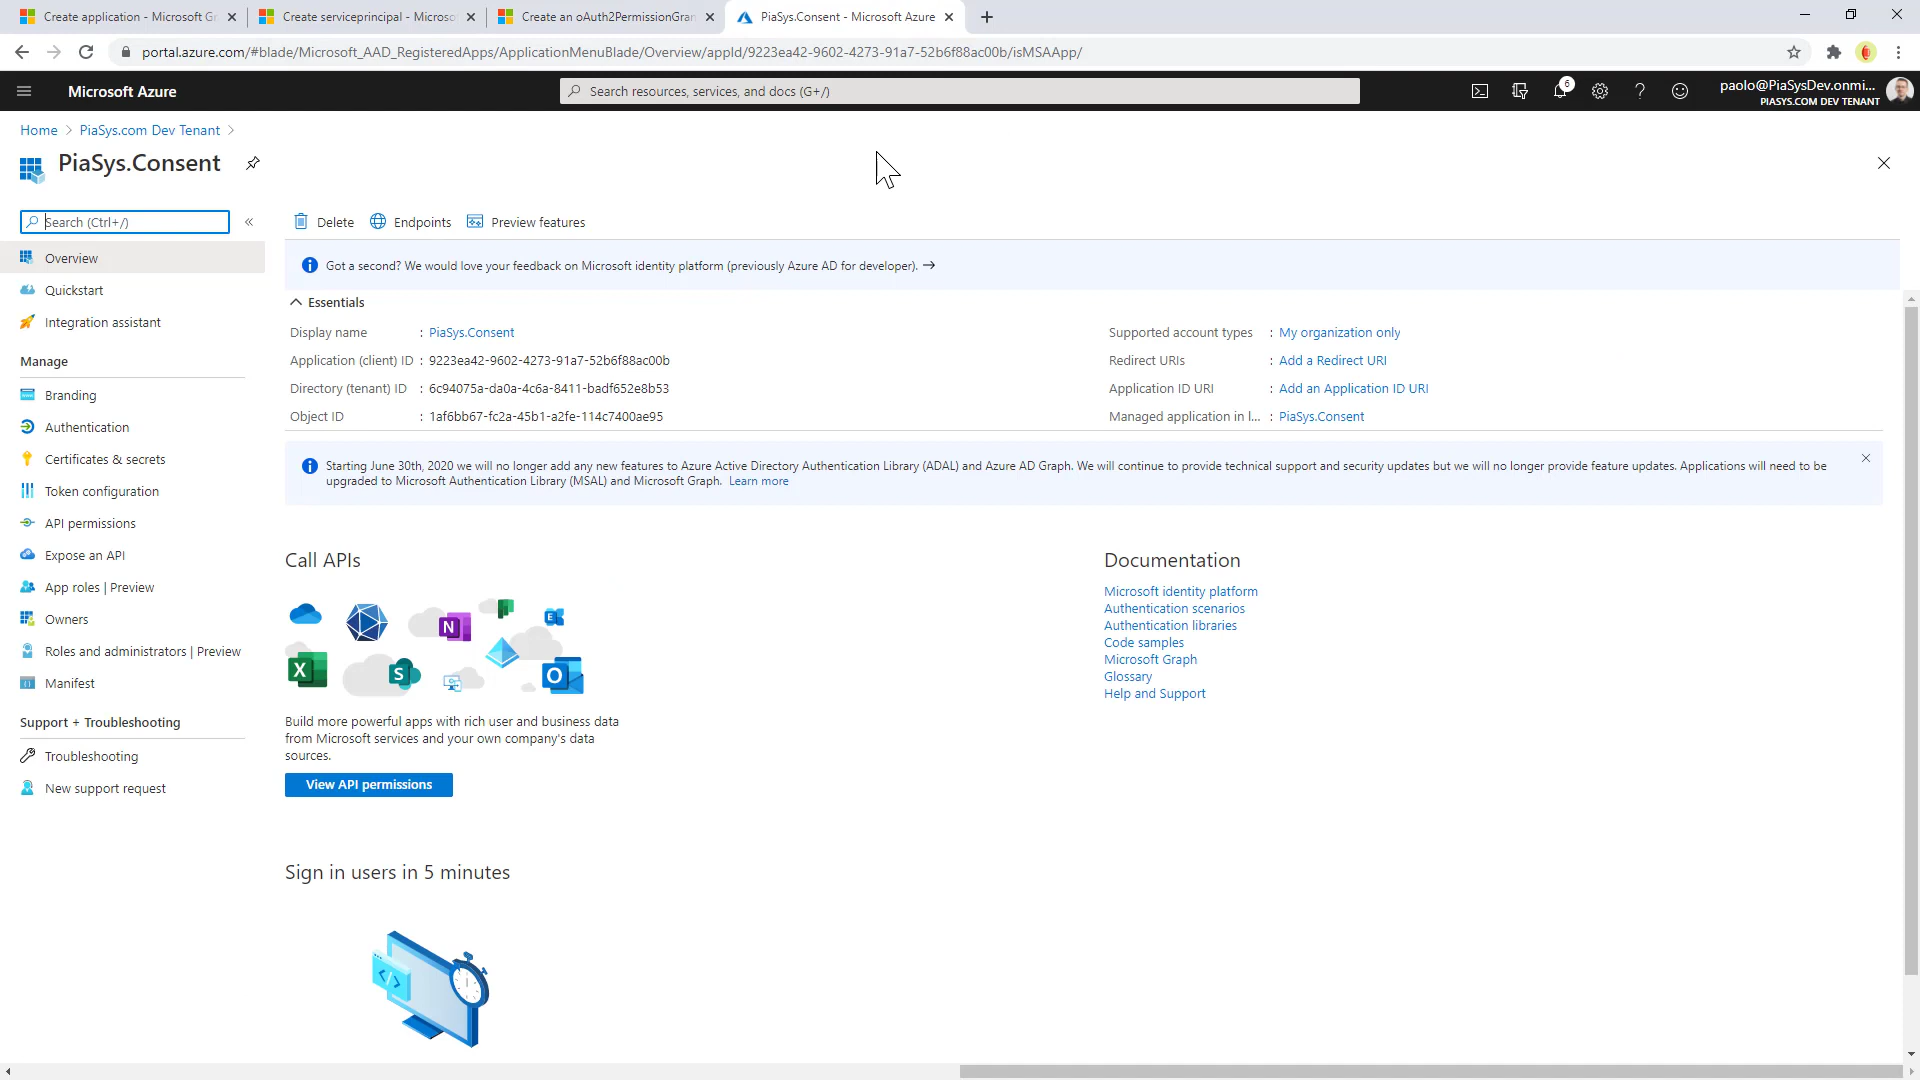 Create application - Microsoft Gr
Create serviceprincipal - Microso
Create an oAuth2PermissionGran
PiaSys.Consent - Microsoft Azure
portal.azure.com/#blade/Microsoft_AAD_RegisteredApps/ApplicationMenuBlade/Overview/appId/9223ea42-9602-4273-91a7-52b6f88ac00b/isMSAApp/
Microsoft Azure
Search resources, services, and docs (G+/)
6
paolo@PiaSysDev.onmi...
PIASYS.COM DEV TENANT
Home
PiaSys.com Dev Tenant
PiaSys.Consent
Search (Ctrl+/)
Overview
Quickstart
Integration assistant
Manage
Branding
Authentication
Certificates & secrets
Token configuration
API permissions
Expose an API
App roles | Preview
Owners
Roles and administrators | Preview
Manifest
Support + Troubleshooting
Troubleshooting
New support request
Delete
Endpoints
Preview features
Got a second? We would love your feedback on Microsoft identity platform (previously Azure AD for developer). →
Essentials
Display name : PiaSys.Consent
Application (client) ID : 9223ea42-9602-4273-91a7-52b6f88ac00b
Directory (tenant) ID : 6c94075a-da0a-4c6a-8411-badf652e8b53
Object ID : 1af6bb67-fc2a-45b1-a2fe-114c7400ae95
Supported account types : My organization only
Redirect URIs : Add a Redirect URI
Application ID URI : Add an Application ID URI
Managed application in l... : PiaSys.Consent
Starting June 30th, 2020 we will no longer add any new features to Azure Active Directory Authentication Library (ADAL) and Azure AD Graph. We will continue to provide technical support and security updates but we will no longer provide feature updates. Applications will need to be
upgraded to Microsoft Authentication Library (MSAL) and Microsoft Graph. Learn more
Call APIs
N
E
X
S
O
Build more powerful apps with rich user and business data
from Microsoft services and your own company's data
sources.
View API permissions
Documentation
Microsoft identity platform
Authentication scenarios
Authentication libraries
Code samples
Microsoft Graph
Glossary
Help and Support
Sign in users in 5 minutes